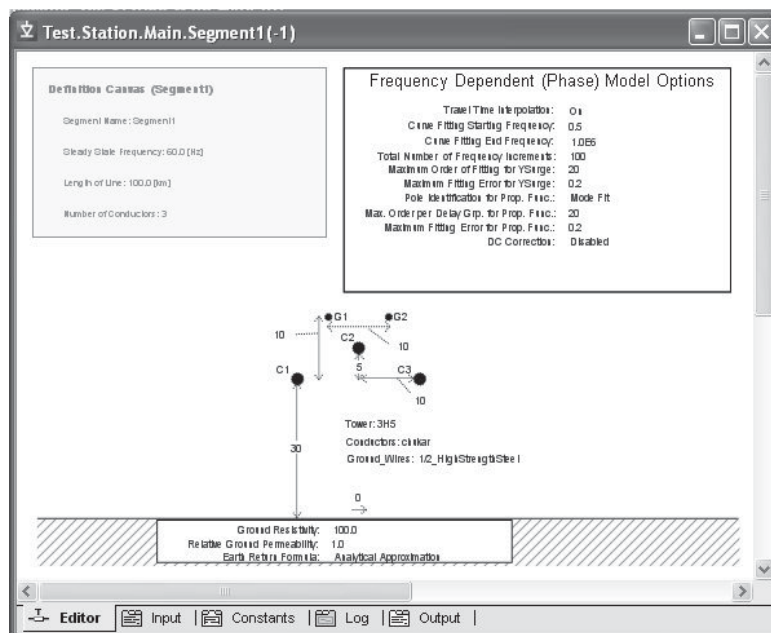 Test.Station.Main.Segment1(-1)
Definition Canvas (Segment1)
Segment Name: Segment1
Steady State Frequency: 60.0 [Hz]
Length of Line: 100.0 [km]
Number of Conductors: 3
Frequency Dependent (Phase) Model Options
Travel Time Interpolation: On
Curve Fitting Starting Frequency: 0.5
Curve Fitting End Frequency: 1.0E6
Total Number of Frequency Increments: 100
Maximum Order of Fitting for YSurge: 20
Maximum Fitting Error for YSurge: 0.2
Pole Identification for Prop. Func.: Mode Fit
Max. Order per Delay Grp. for Prop. Func.: 20
Maximum Fitting Error for Prop. Func.: 0.2
DC Correction: Disabled
G1 G2
10
C2 10
C1 5 C3
10
Tower: 3H5
Conductors: chukar
30
Ground_Wires: 1/2_HighStrengthSteel
0
Ground Resistivity: 100.0
Relative Ground Permeability: 1.0
Earth Return Formula: Analytical Approximation
Editor Input Constants Log Output